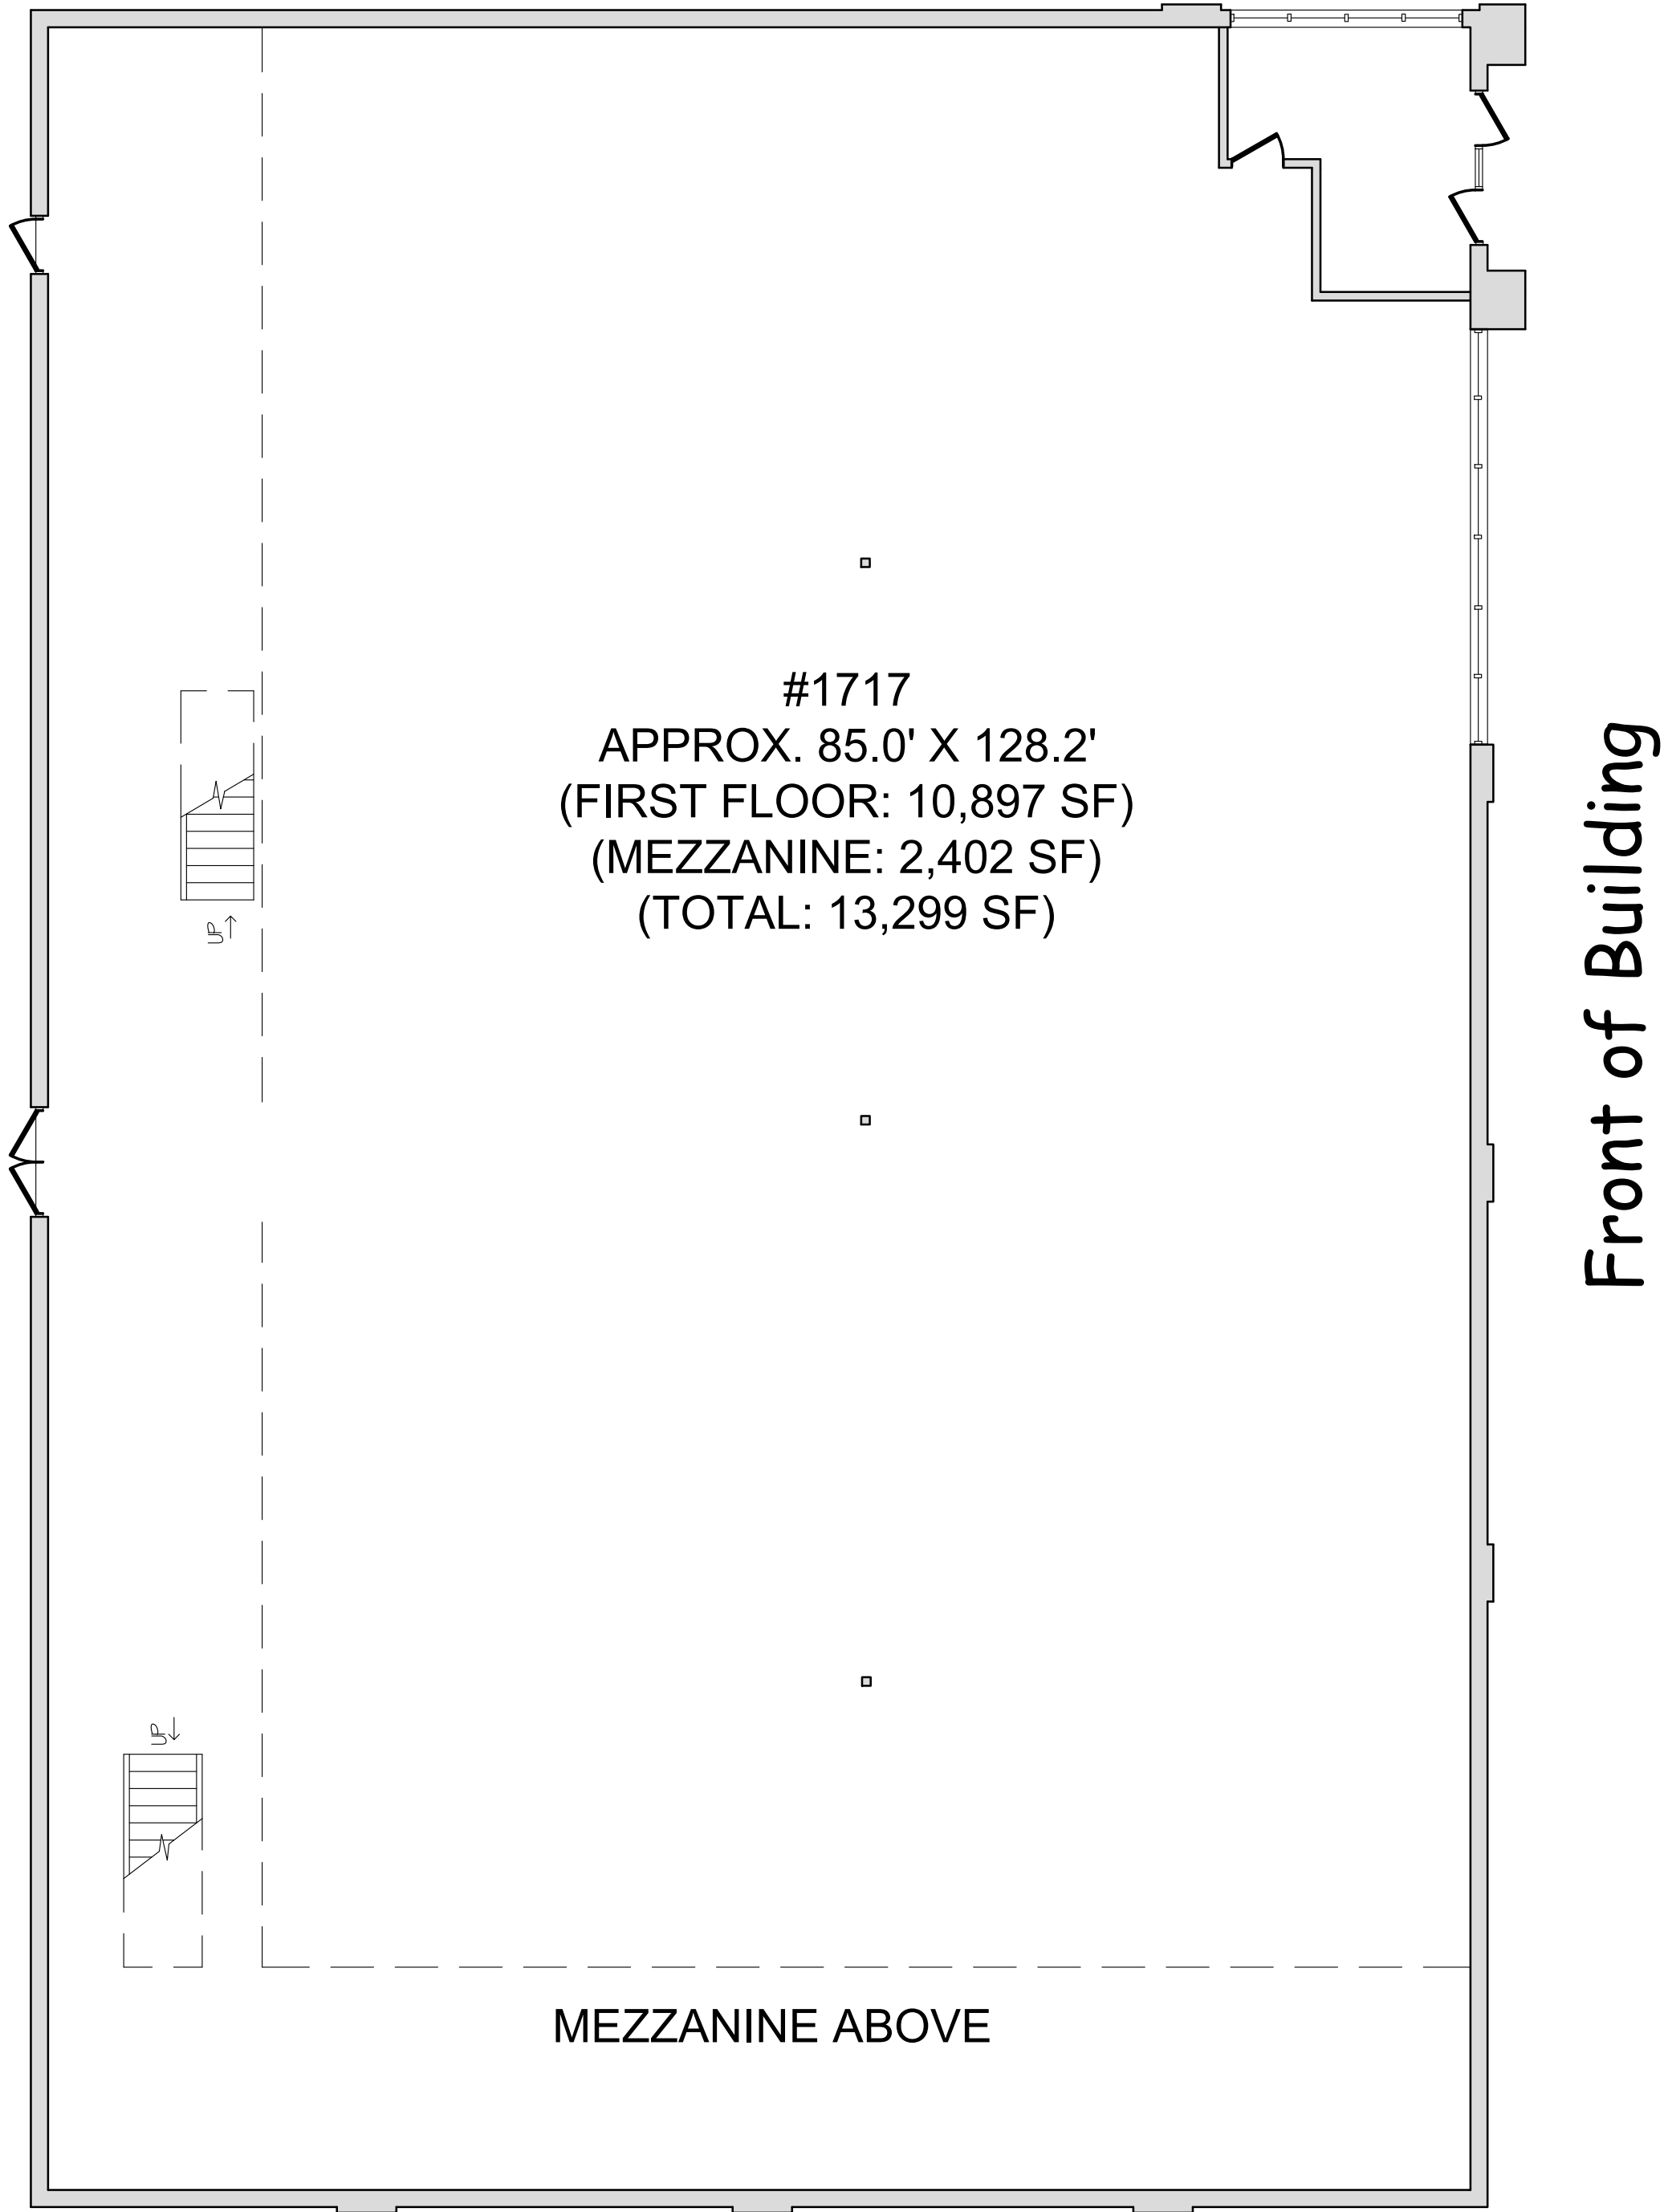 #1717
APPROX. 85.0' X 128.2'
(FIRST FLOOR: 10,897 SF)
(MEZZANINE: 2,402 SF)
(TOTAL: 13,299 SF)
UP
Front of Building
UP
MEZZANINE ABOVE